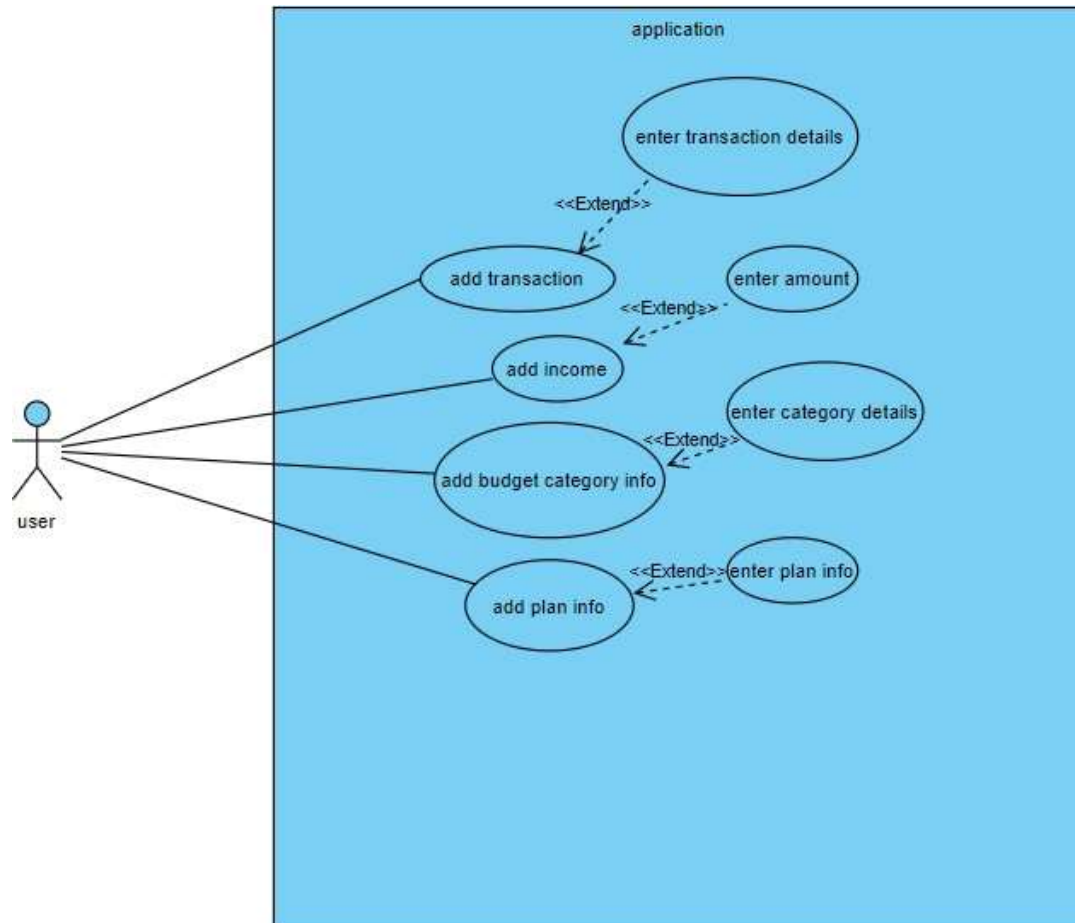 application
enter transaction details
<<Extend>>
add transaction
enter amount
<<Extend>>
add income
enter category details
<<Extend>>
add budget category info
user
<<Extend>>
enter plan info
add plan info